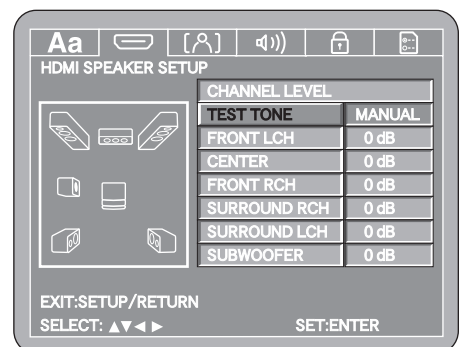 Aa
HDMI SPEAKER SETUP
CHANNEL LEVEL
TEST TONE MANUAL
FRONT LCH 0 dB
CENTER 0 dB
FRONT RCH 0 dB
SURROUND RCH 0 dB
SURROUND LCH 0 dB
SUBWOOFER 0 dB
EXIT:SETUP/RETURN
SELECT: ▲▼◄ ► SET:ENTER